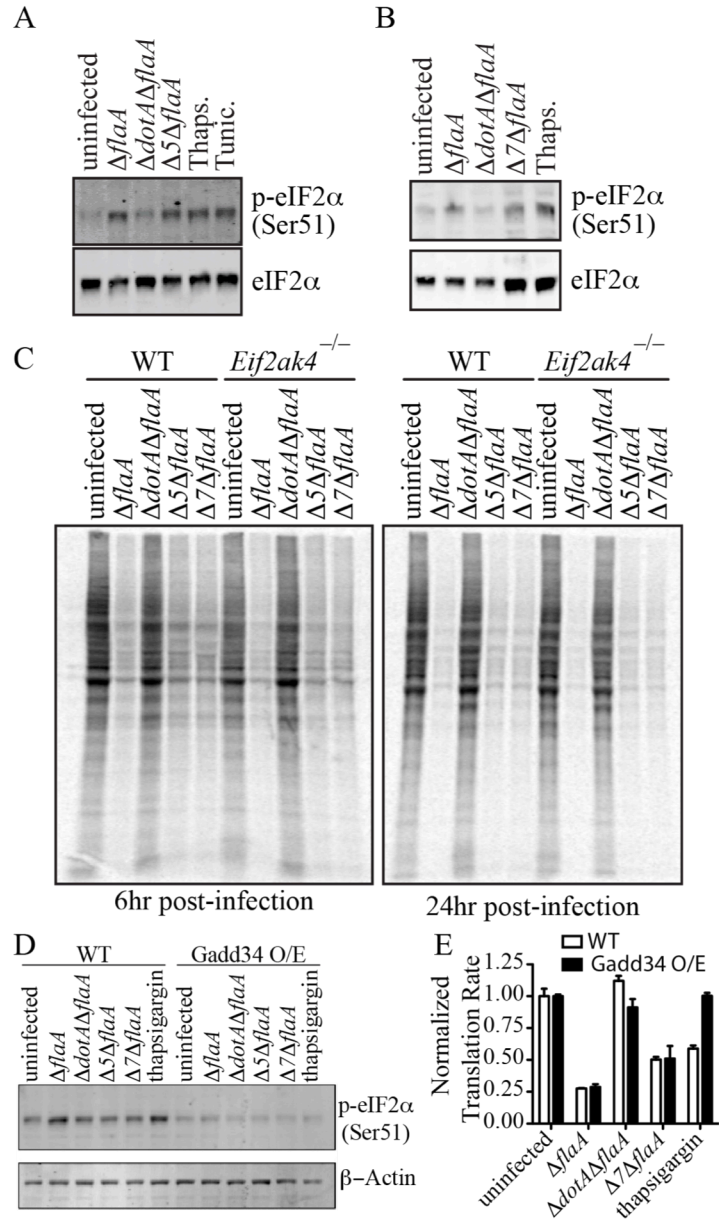 A
uninfected
ΔflaA
ΔdotAΔflaA
Δ5ΔflaA
Thaps.
Tunic.
p-eIF2α
(Ser51)
eIF2α
B
uninfected
ΔflaA
ΔdotAΔflaA
Δ7ΔflaA
Thaps.
p-eIF2α
(Ser51)
eIF2α
C
WT
Eif2ak4–/–
uninfected
ΔflaA
ΔdotAΔflaA
Δ5ΔflaA
Δ7ΔflaA
uninfected
ΔflaA
ΔdotAΔflaA
Δ5ΔflaA
Δ7ΔflaA
6hr post-infection
WT
Eif2ak4–/–
uninfected
ΔflaA
ΔdotAΔflaA
Δ5ΔflaA
Δ7ΔflaA
uninfected
ΔflaA
ΔdotAΔflaA
Δ5ΔflaA
Δ7ΔflaA
24hr post-infection
D
WT
Gadd34 O/E
uninfected
ΔflaA
ΔdotAΔflaA
Δ5ΔflaA
Δ7ΔflaA
thapsigargin
uninfected
ΔflaA
ΔdotAΔflaA
Δ5ΔflaA
Δ7ΔflaA
thapsigargin
p-eIF2α
(Ser51)
β–Actin
E
WT
Gadd34 O/E
Normalized
Translation Rate
1.25
1.00
0.75
0.50
0.25
0.00
uninfected
ΔflaA
ΔdotAΔflaA
Δ7ΔflaA
thapsigargin